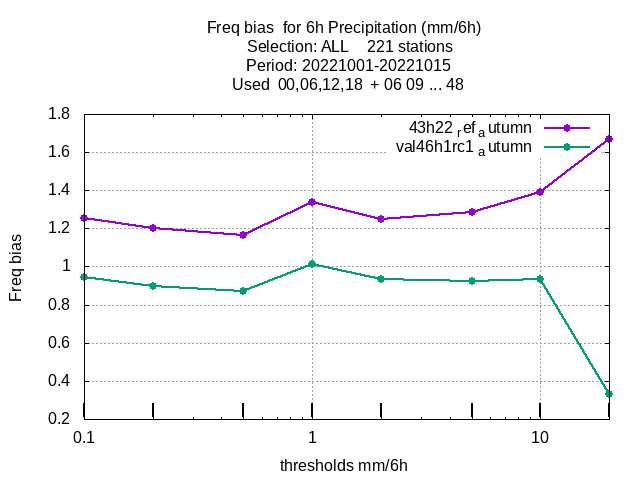 Freq bias  for 6h Precipitation (mm/6h)
Selection: ALL    221 stations
Period: 20221001-20221015
Used  00,06,12,18  + 06 09 ... 48
43h22 ref a utumn
val46h1rc1 a utumn
1.8
1.6
1.4
1.2
1
0.8
0.6
0.4
0.2
Freq bias
0.1 1 10
thresholds mm/6h